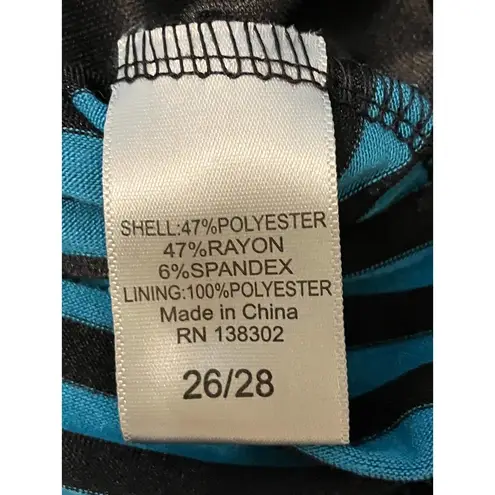 SHELL:47%POLYESTER
47%RAYON
6%SPANDEX
LINING:100%POLYESTER
Made in China
RN 138302
26/28